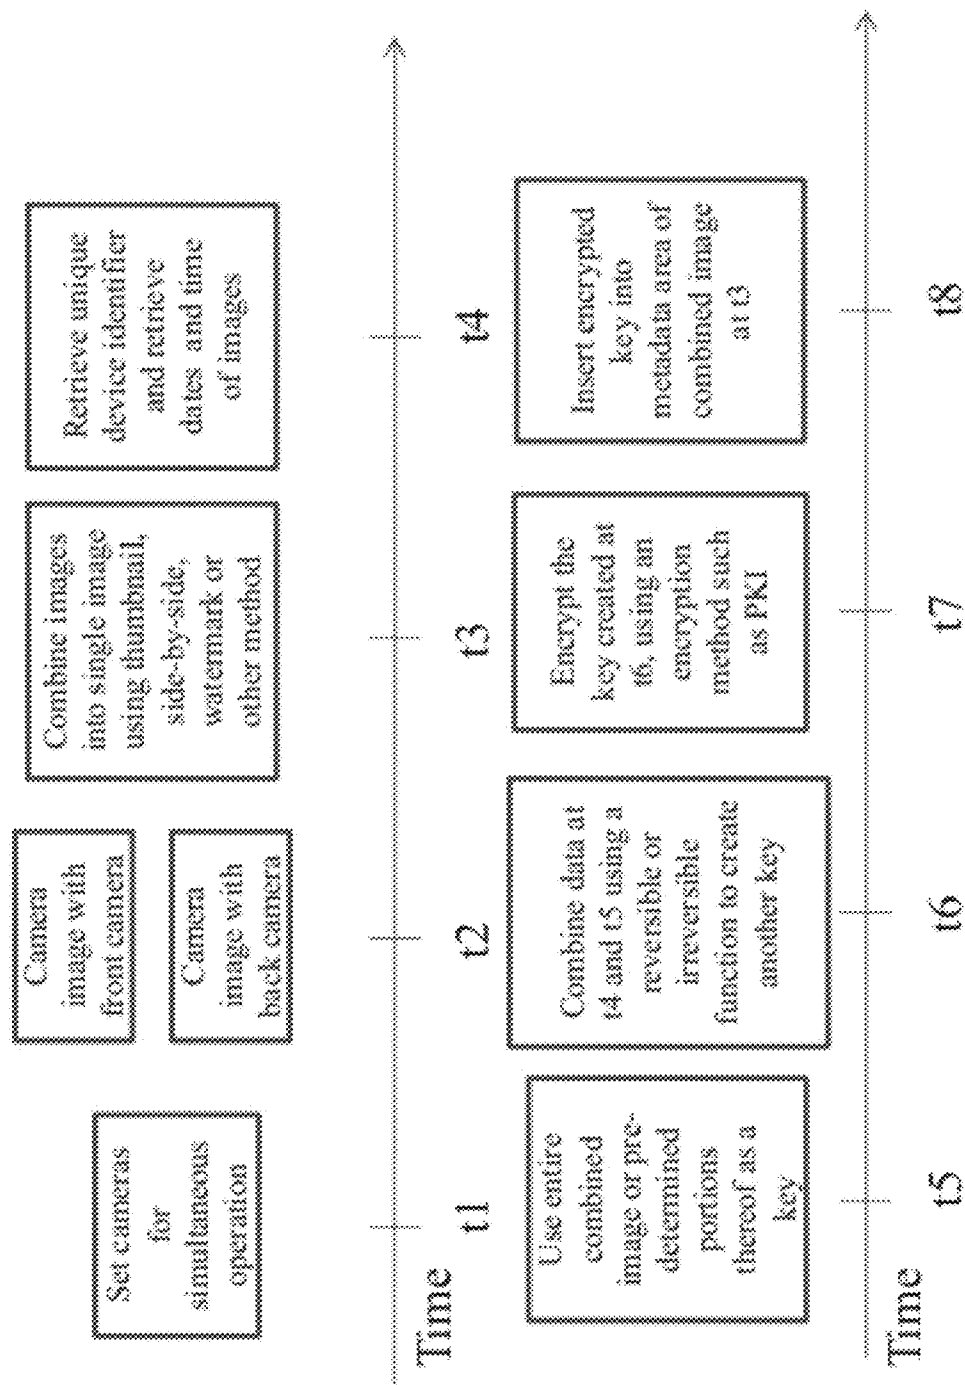 Set cameras
for
simultaneous
operation
Camera
image with
front camera
Camera
image with
back camera
Combine images
into single image
using thumbnail,
side-by-side,
watermark or
other method
Retrieve unique
device identifier
and retrieve
dates and time
of images
Time
t1
t2
t3
t4
Use entire
combined
image or pre-
determined
portions
thereof as a
key
Combine data at
t4 and t5 using a
reversible or
irreversible
function to create
another key
Encrypt the
key created at
t6, using an
encryption
method such
as PKI
Insert encrypted
key into
metadata area of
combined image
at t3
Time
t5
t6
t7
t8